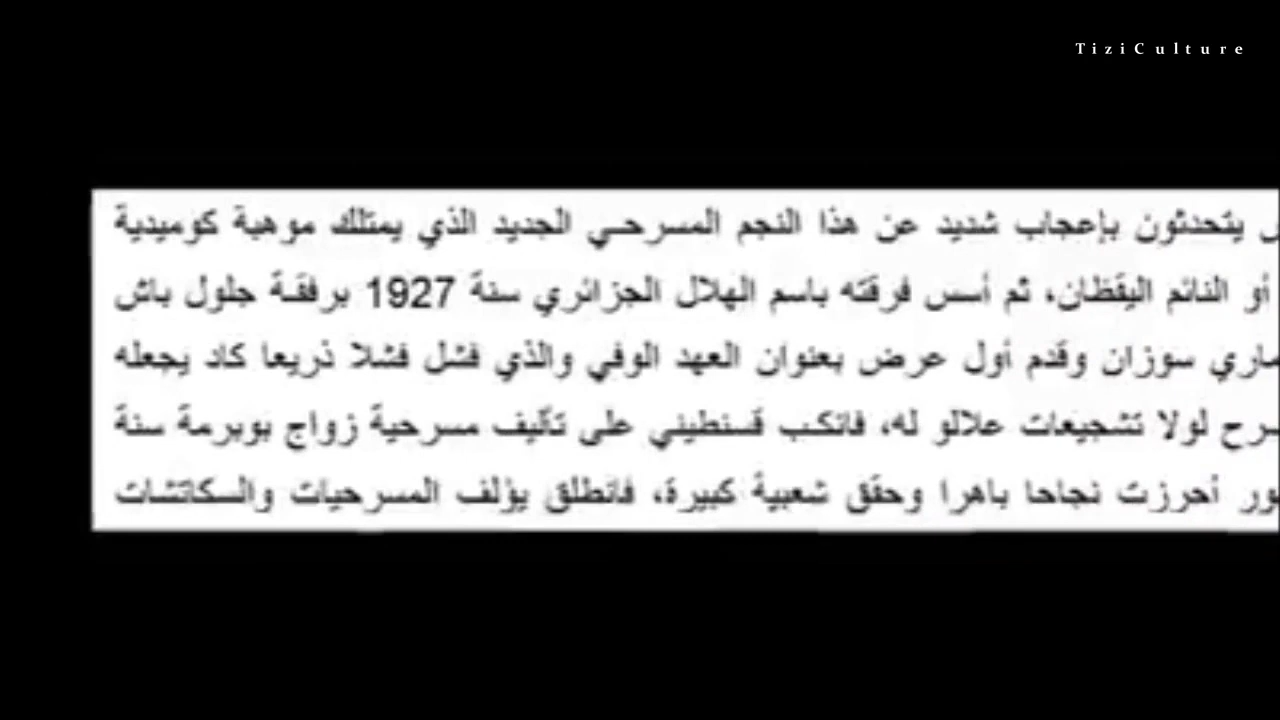 TiziCulture
يتحدثون بإعجاب شديد عن هذا النجم المسرحي الجديد الذي يمتلك موهبة كوميدية
أو النائم اليقظان، ثم أسس فرقته باسم الهلال الجزائري سنة 1927 برفقة جلول باش
ماري سوزان وقدم أول عرض بعنوان العهد الوفي والذي فشل فشلا ذريعا كاد يجعله
لولا تشجيعات علالو له، فانكب قسنطيني على تأليف مسرحية زواج بوبرمة سنة
أحرزت نجاحا باهرا وحقق شعبية كبيرة، فانطلق يؤلف المسرحيات والسكاتشات